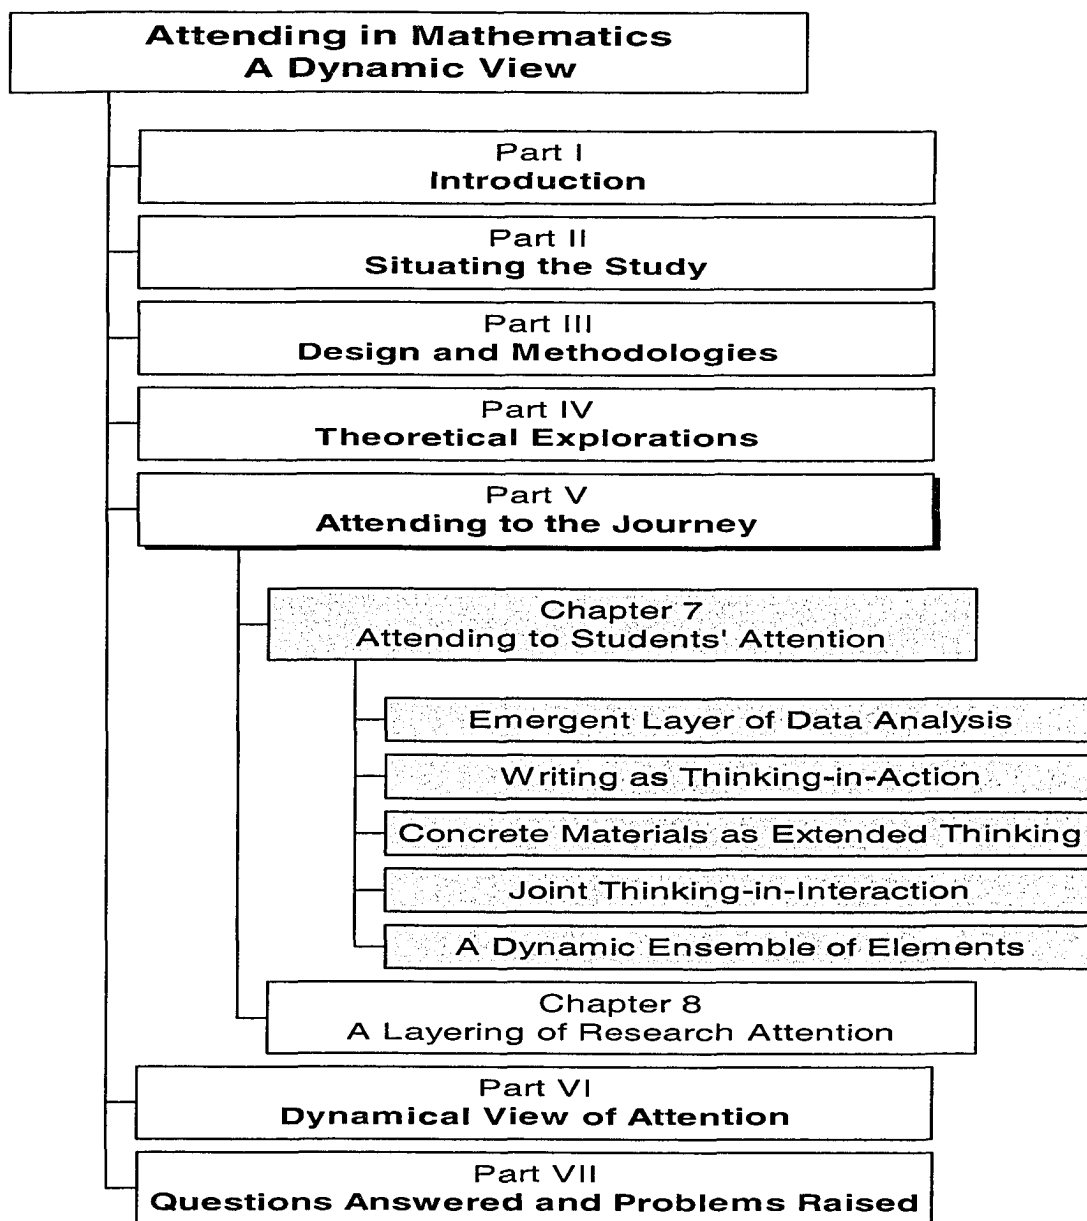 Attending in Mathematics
A Dynamic View
Part I
Introduction
Part II
Situating the Study
Part III
Design and Methodologies
Part IV
Theoretical Explorations
Part V
Attending to the Journey
Chapter 7
Attending to Students' Attention
Emergent Layer of Data Analysis
Writing as Thinking-in-Action
Concrete Materials as Extended Thinking
Joint Thinking-in-Interaction
A Dynamic Ensemble of Elements
Chapter 8
A Layering of Research Attention
Part VI
Dynamical View of Attention
Part VII
Questions Answered and Problems Raised